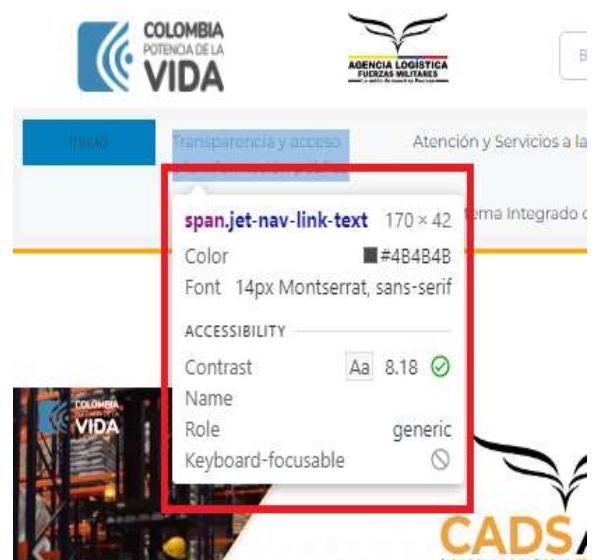 COLOMBIA
POTENCIA DE LA
VIDA
AGENCIA LOGÍSTICA
FUERZAS MILITARES
B
Inicio
Transparencia y acceso
Atención y Servicios a la
span.jet-nav-link-text 170 × 42
tema Integrado
Color #4B4B4B
Font 14px Montserrat, sans-serif
ACCESSIBILITY
Contrast Aa 8.18
Name
Role generic
Keyboard-focusable
COLOMBIA
VIDA
CADS